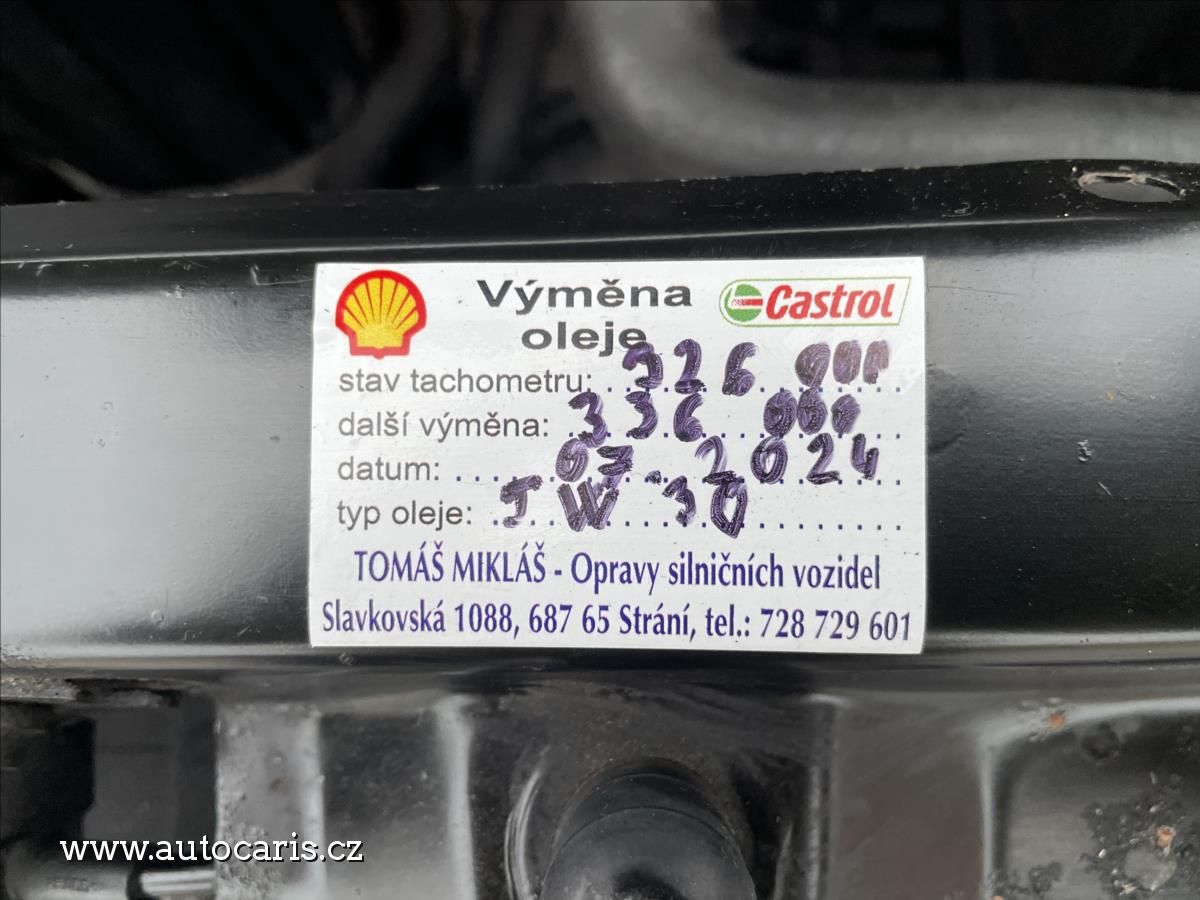 Výměna
oleje
Castrol
stav tachometru: 326 000
další výměna: 336 000
datum: 07.2024
typ oleje: 5W30
TOMÁŠ MIKLÁŠ - Opravy silničních vozidel
Slavkovská 1088, 687 65 Strání, tel.: 728 729 601
www.autocaris.cz